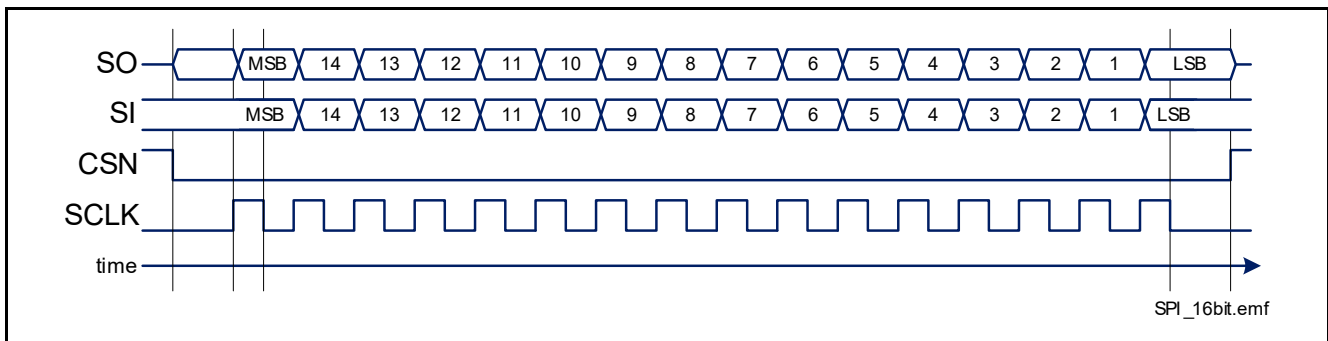 SO MSB 14 13 12 11 10 9 8 7 6 5 4 3 2 1 LSB
SI MSB 14 13 12 11 10 9 8 7 6 5 4 3 2 1 LSB
CSN
SCLK
time
SPI_16bit.emf